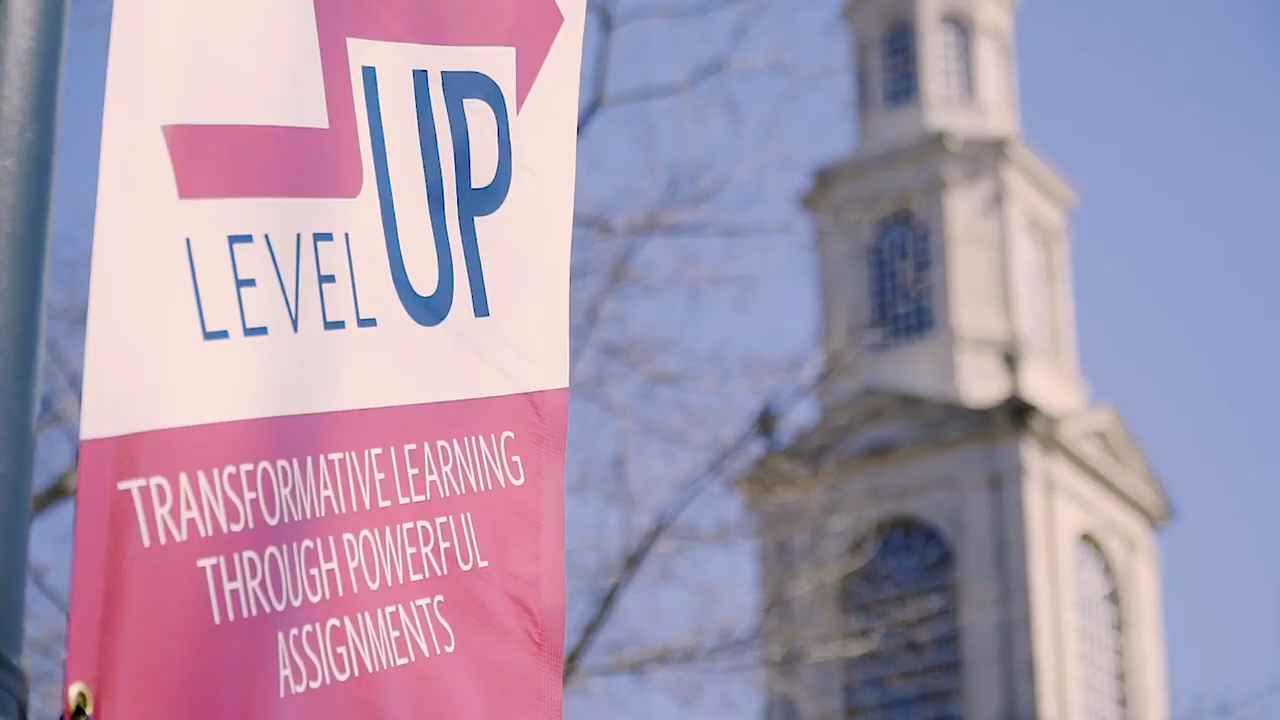 LEVEL UP
TRANSFORMATIVE LEARNING
THROUGH POWERFUL
ASSIGNMENTS